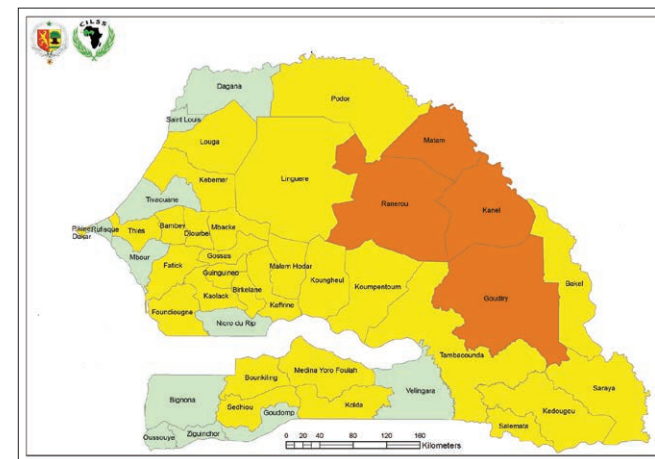 CILSS
Dagana
Podor
Saint Louis
Matam
Louga
Linguere
Kebemer
Ranerou
Kanel
Tivaouane
Rufisque
Dakar
Thies
Bambey
Diourbel
Mbacke
Mbour
Gossas
Fatick
Guinguineo
Malam Hodar
Koungheul
Koumpentoum
Bakel
Birkelane
Kaolack
Kaffrine
Goudiry
Foundiougne
Nioro du Rip
Tambacounda
Medina Yoro Foulah
Bounkiling
Velingara
Saraya
Bignona
Sedhiou
Kolda
Kedougou
Goudomp
Salemata
Oussouye
Ziguinchor
0 20 40 80 120 160
Kilometers